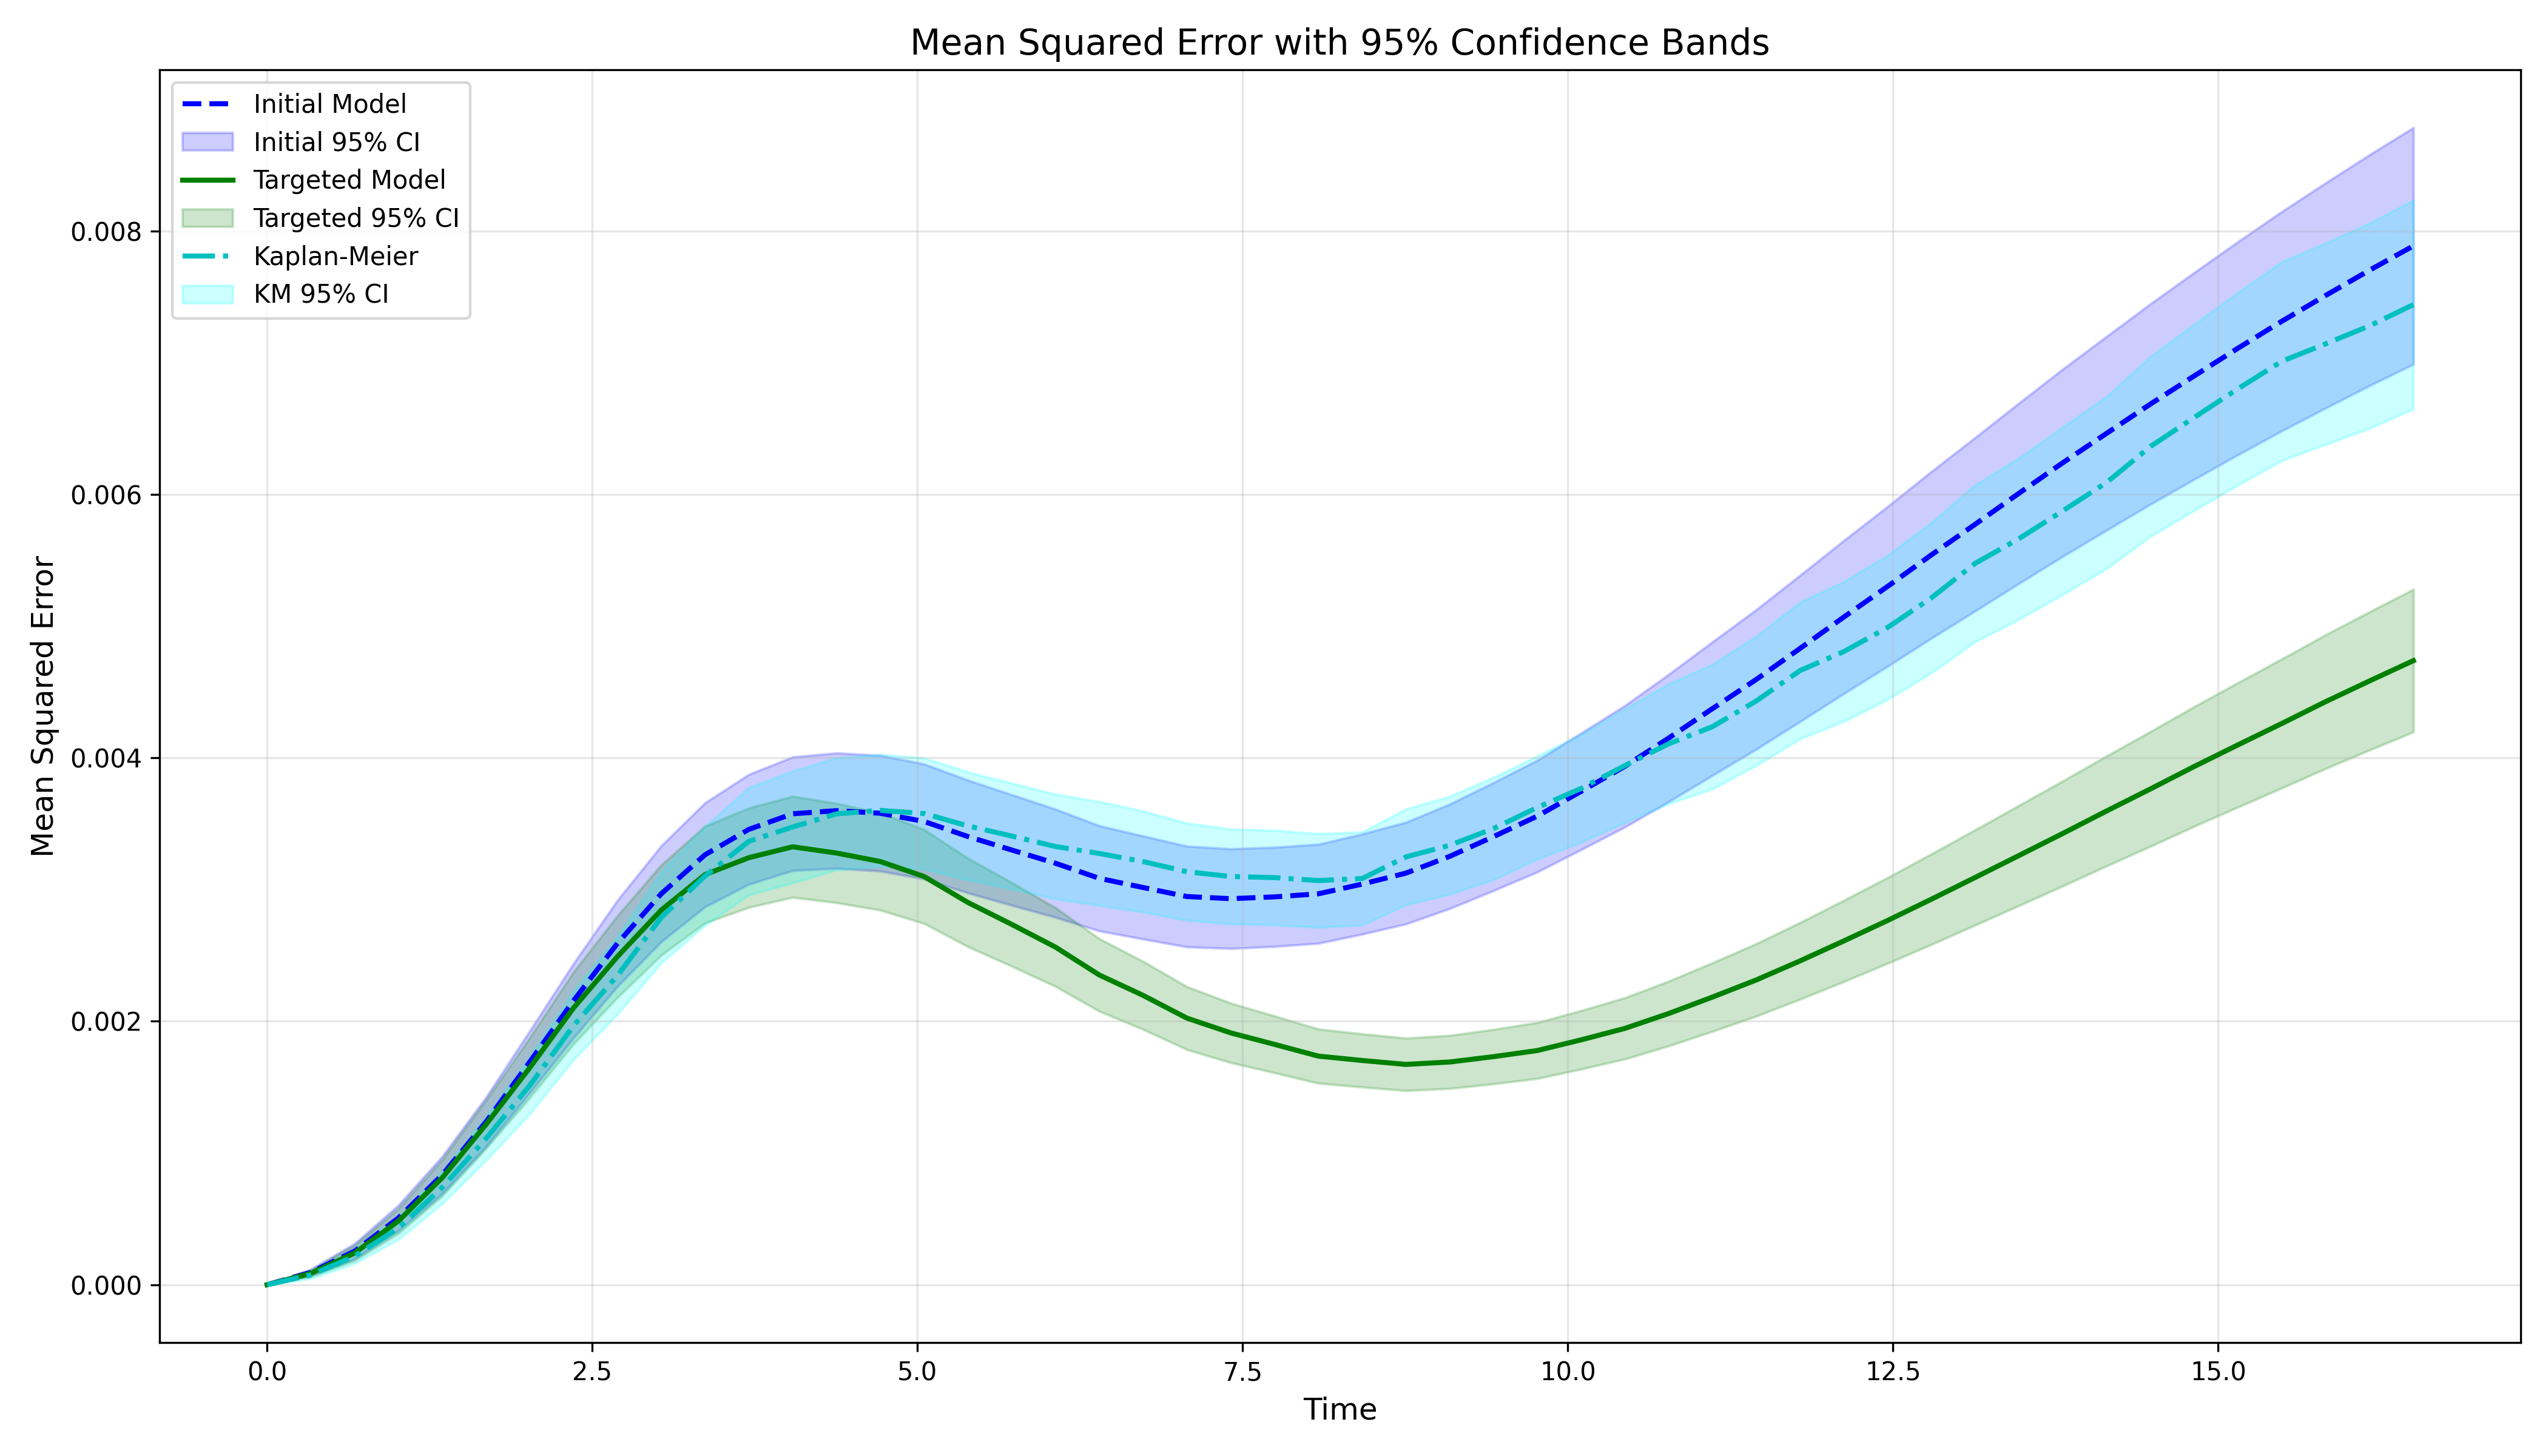 Mean Squared Error with 95% Confidence Bands
Initial Model
Initial 95% CI
Targeted Model
Targeted 95% CI
Kaplan-Meier
KM 95% CI
Mean Squared Error
0.008
0.006
0.004
0.002
0.000
0.0 2.5 5.0 7.5 10.0 12.5 15.0
Time